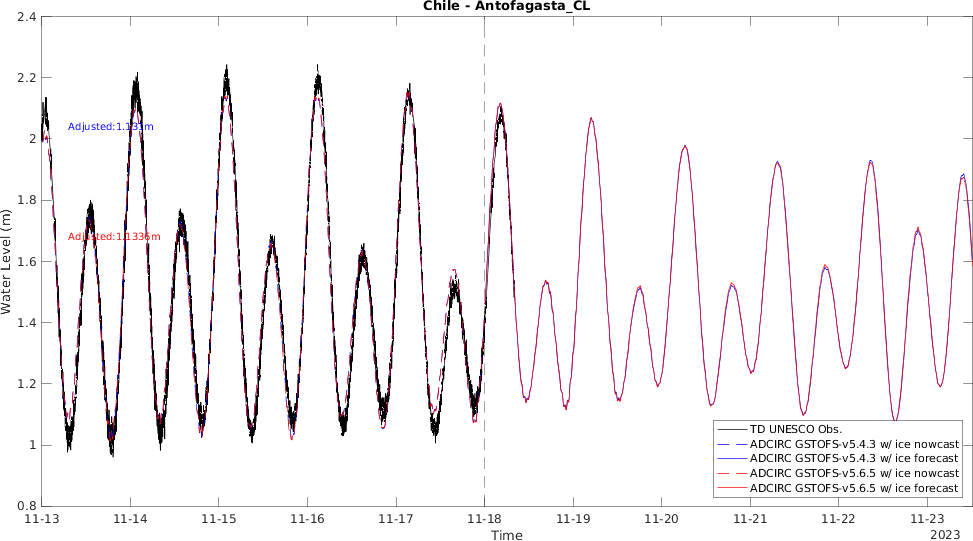 Chile - Antofagasta_CL
2.4
2.2
2
1.8
1.6
1.4
1.2
1
0.8
Water Level (m)
Adjusted:1.131m
Adjusted:1.1336m
TD UNESCO Obs.
ADCIRC GSTOFS-v5.4.3 w/ ice nowcast
ADCIRC GSTOFS-v5.4.3 w/ ice forecast
ADCIRC GSTOFS-v5.6.5 w/ ice nowcast
ADCIRC GSTOFS-v5.6.5 w/ ice forecast
11-13 11-14 11-15 11-16 11-17 11-18 11-19 11-20 11-21 11-22 11-23
Time
2023